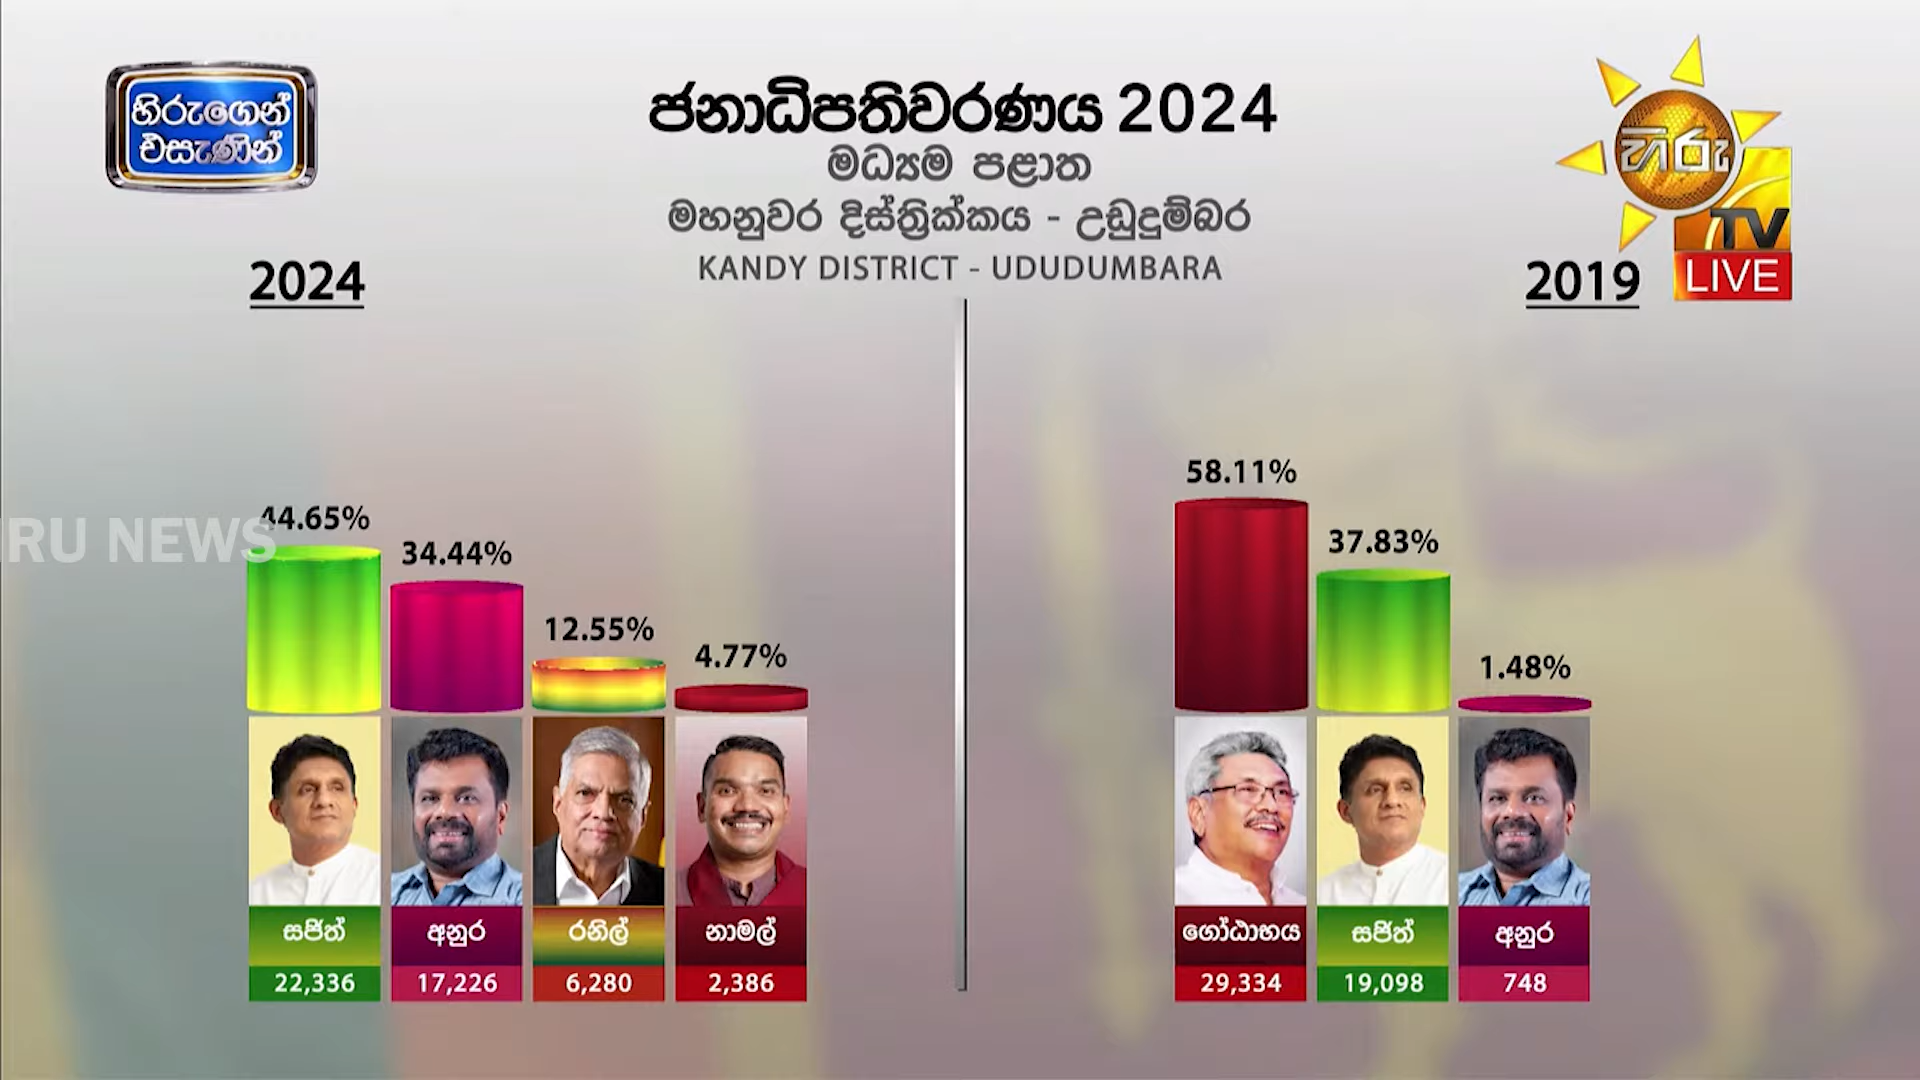 හිරුගෙන්
එසැණින්
ජනාධිපතිවරණය 2024
මධ්‍යම පළාත
මහනුවර දිස්ත්‍රික්කය - උඩුදුම්බර
KANDY DISTRICT - UDUDUMBARA
හිරු
TV
LIVE
2024
2019
IRU NEWS
44.65%
34.44%
12.55%
4.77%
සජිත්
අනුර
රනිල්
නාමල්
22,336
17,226
6,280
2,386
58.11%
37.83%
1.48%
ගෝඨාභය
සජිත්
අනුර
29,334
19,098
748